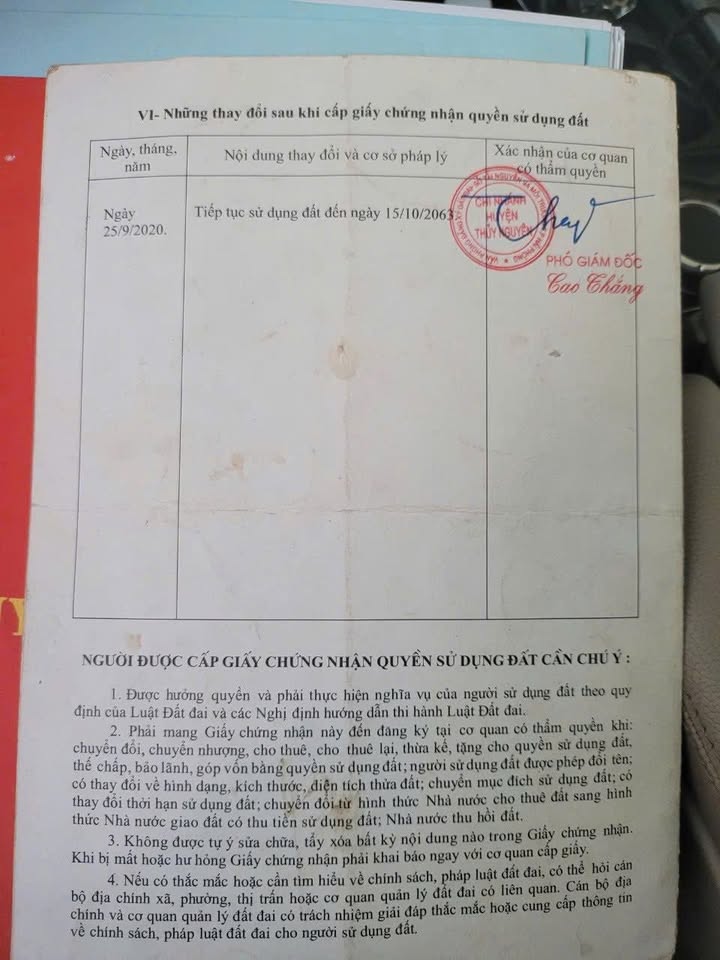 VI- Những thay đổi sau khi cấp giấy chứng nhận quyền sử dụng đất
Ngày, tháng, năm
Nội dung thay đổi và cơ sở pháp lý
Xác nhận của cơ quan có thẩm quyền
Ngày
25/9/2020.
Tiếp tục sử dụng đất đến ngày 15/10/2063
CHI NHÁNH
HUYỆN
THỦY NGUYÊN
PHÓ GIÁM ĐỐC
Cao Thắng
NGƯỜI ĐƯỢC CẤP GIẤY CHỨNG NHẬN QUYỀN SỬ DỤNG ĐẤT CẦN CHÚ Ý :
1. Được hưởng quyền và phải thực hiện nghĩa vụ của người sử dụng đất theo quy
định của Luật Đất đai và các Nghị định hướng dẫn thi hành Luật Đất đai.
2. Phải mang Giấy chứng nhận này đến đăng ký tại cơ quan có thẩm quyền khi:
chuyển đổi, chuyển nhượng, cho thuê, cho thuê lại, thừa kế, tặng cho quyền sử dụng đất,
thế chấp, bảo lãnh, góp vốn bằng quyền sử dụng đất; người sử dụng đất được phép đổi tên;
có thay đổi về hình dạng, kích thước, diện tích thửa đất; chuyển mục đích sử dụng đất; có
thay đổi thời hạn sử dụng đất; chuyển đổi từ hình thức Nhà nước cho thuê đất sang hình
thức Nhà nước giao đất có thu tiền sử dụng đất; Nhà nước thu hồi đất.
3. Không được tự ý sửa chữa, tẩy xóa bất kỳ nội dung nào trong Giấy chứng nhận.
Khi bị mất hoặc hư hỏng Giấy chứng nhận phải khai báo ngay với cơ quan cấp giấy.
4. Nếu có thắc mắc hoặc cần tìm hiểu về chính sách, pháp luật đất đai, có thể hỏi cán
bộ địa chính xã, phường, thị trấn hoặc cơ quan quản lý đất đai có liên quan. Cán bộ địa
chính và cơ quan quản lý đất đai có trách nhiệm giải đáp thắc mắc hoặc cung cấp thông tin
về chính sách, pháp luật đất đai cho người sử dụng đất.